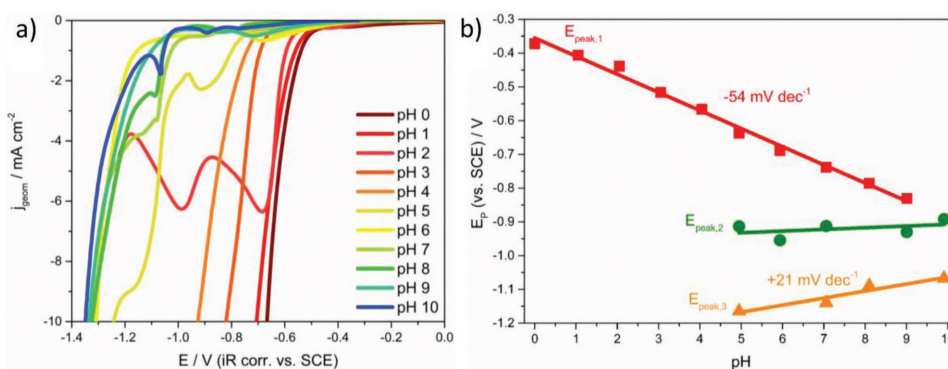 a)
0
-2
-4
-6
-8
-10
j_geom / mA cm⁻²
pH 0
pH 1
pH 2
pH 3
pH 4
pH 5
pH 6
pH 7
pH 8
pH 9
pH 10
-1.4 -1.2 -1.0 -0.8 -0.6 -0.4 -0.2 0.0
E / V (iR corr. vs. SCE)
b)
-0.3
-0.4
-0.5
-0.6
-0.7
-0.8
-0.9
-1.0
-1.1
-1.2
E_P (vs. SCE) / V
E_peak,1
-54 mV dec⁻¹
E_peak,2
+21 mV dec⁻¹
E_peak,3
0 1 2 3 4 5 6 7 8 9 1
pH